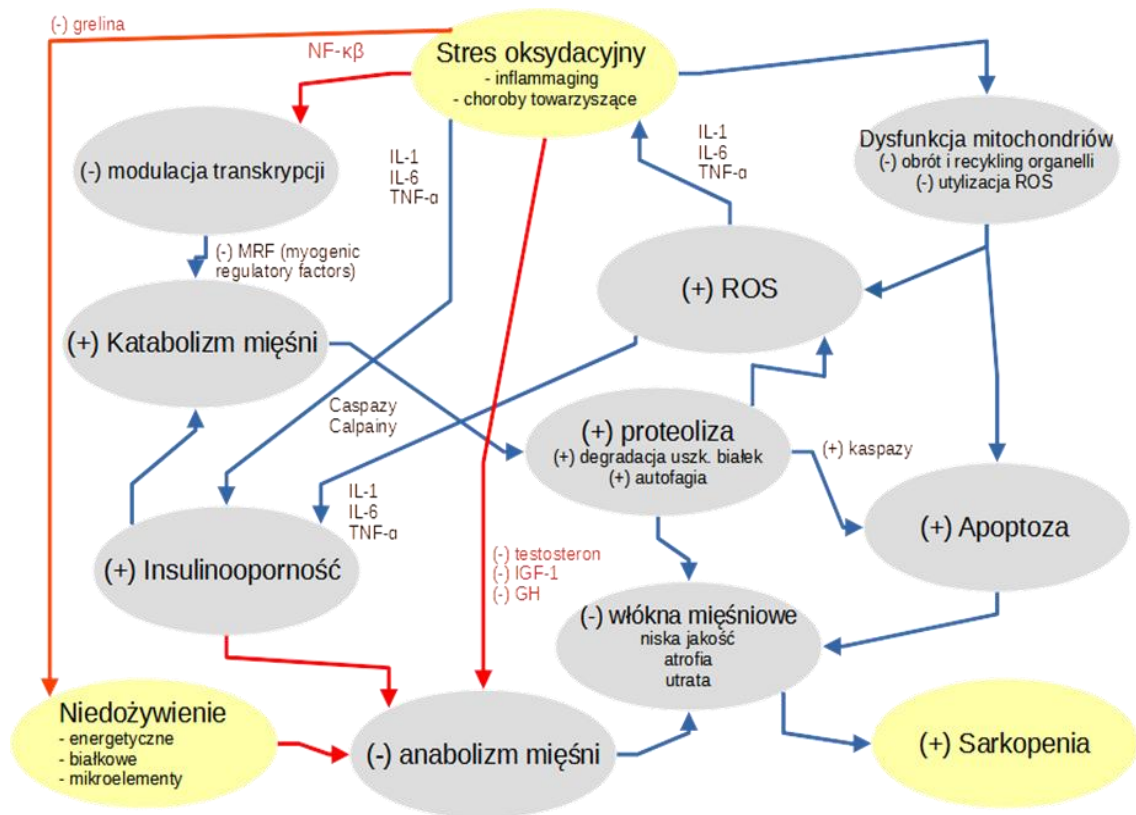 (-) grelina
NF-κβ
Stres oksydacyjny
- inflammaging
- choroby towarzyszące
(-) modulacja transkrypcji
IL-1
IL-6
TNF-α
IL-1
IL-6
TNF-α
Dysfunkcja mitochondriów
(-) obrót i recykling organelli
(-) utylizacja ROS
(-) MRF (myogenic
regulatory factors)
(+) ROS
(+) Katabolizm mięśni
Caspazy
Calpainy
(+) proteoliza
(+) degradacja uszk. białek
(+) autofagia
(+) kaspazy
IL-1
IL-6
TNF-α
(+) Apoptoza
(+) Insulinooporność
(-) testosteron
(-) IGF-1
(-) GH
(-) włókna mięśniowe
niska jakość
atrofia
utrata
Niedożywienie
- energetyczne
- białkowe
- mikroelementy
(-) anabolizm mięśni
(+) Sarkopenia